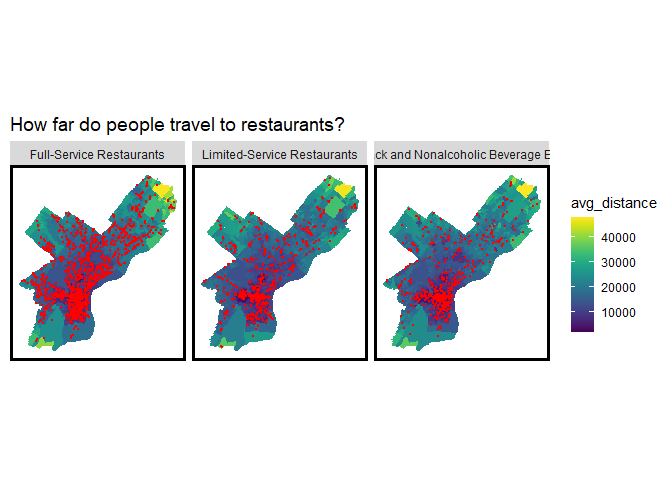 How far do people travel to restaurants?
Full-Service Restaurants
Limited-Service Restaurants
and Nonalcoholic Beverage
avg_distance
40000
30000
20000
10000